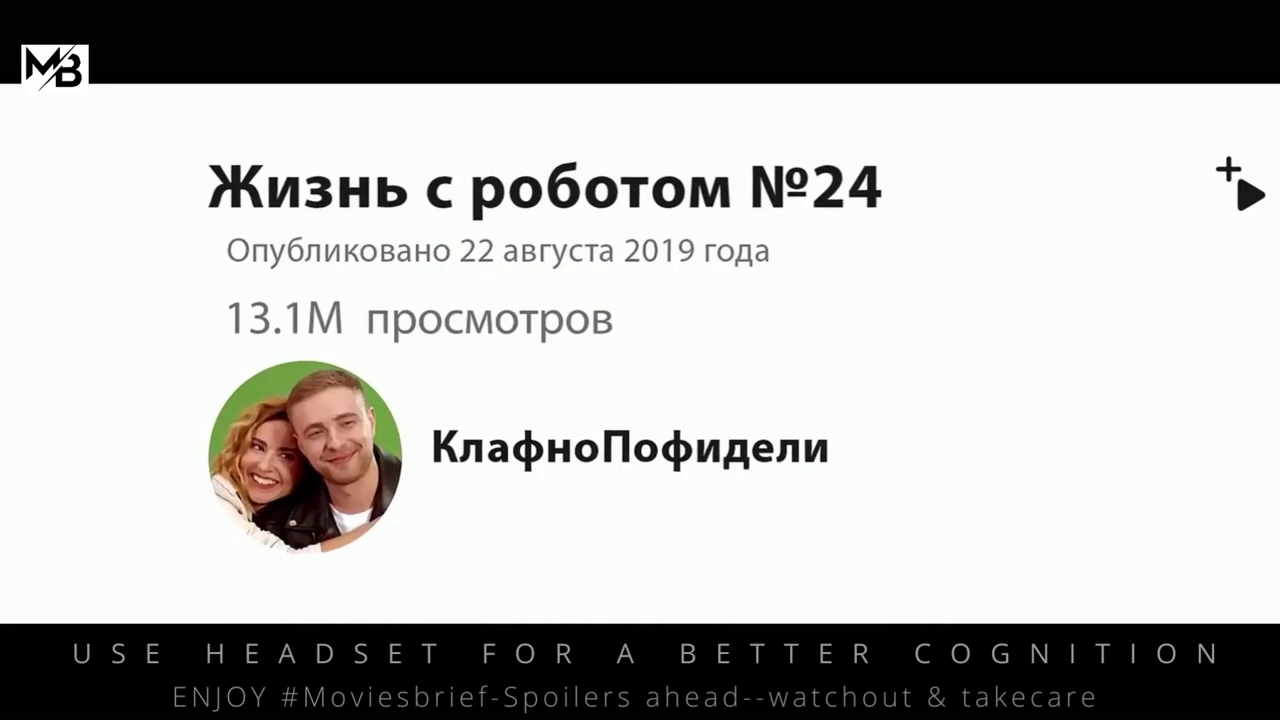 MB
Жизнь с роботом №24
Опубликовано 22 августа 2019 года
13.1M просмотров
КлафноПофидели
USE HEADSET FOR A BETTER COGNITION
ENJOY #Moviesbrief-Spoilers ahead--watchout & takecare